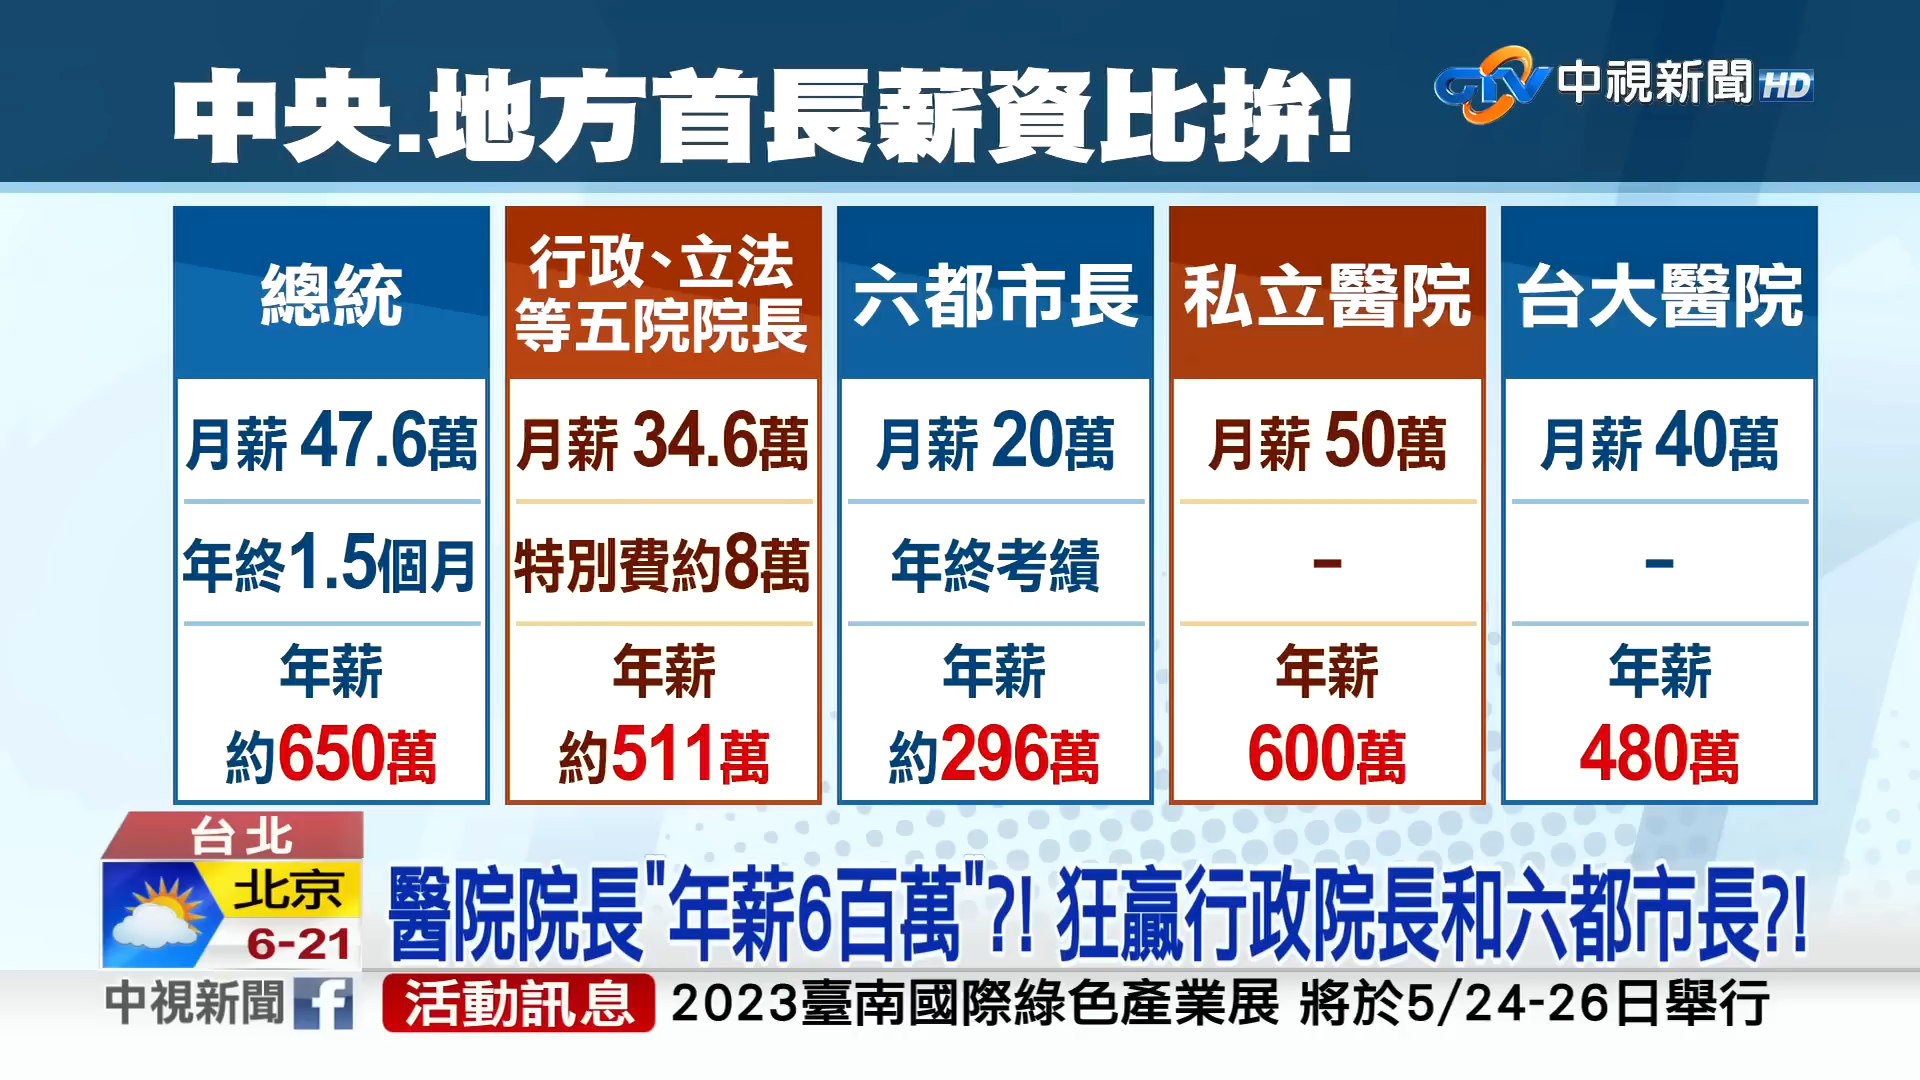 中央.地方首長薪資比拚!
CTV 中視新聞 HD
總統
月薪 47.6萬
年終1.5個月
年薪
約650萬
行政、立法
等五院院長
月薪 34.6萬
特別費約8萬
年薪
約511萬
六都市長
月薪 20萬
年終考績
年薪
約296萬
私立醫院
月薪 50萬
–
年薪
600萬
台大醫院
月薪 40萬
–
年薪
480萬
台北
北京
6-21
醫院院長"年薪6百萬"?! 狂贏行政院長和六都市長?!
中視新聞 f
活動訊息 2023臺南國際綠色產業展 將於5/24-26日舉行